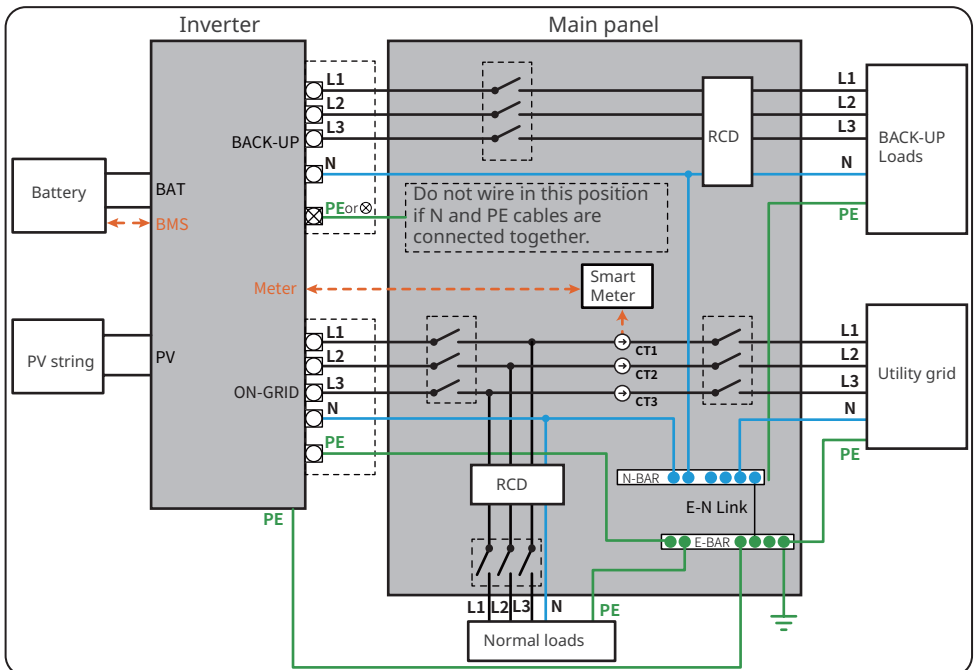 Inverter
Main panel
L1
L2
L3
BACK-UP
N
PEor
RCD
L1
L2
L3
N
PE
BACK-UP
Loads
Battery
BAT
BMS
Do not wire in this position
if N and PE cables are
connected together.
Meter
Smart
Meter
PV string
PV
L1
L2
L3
ON-GRID
N
PE
CT1
CT2
CT3
L1
L2
L3
N
PE
Utility grid
RCD
N-BAR
E-N Link
E-BAR
PE
L1
L2
L3
N
PE
Normal loads